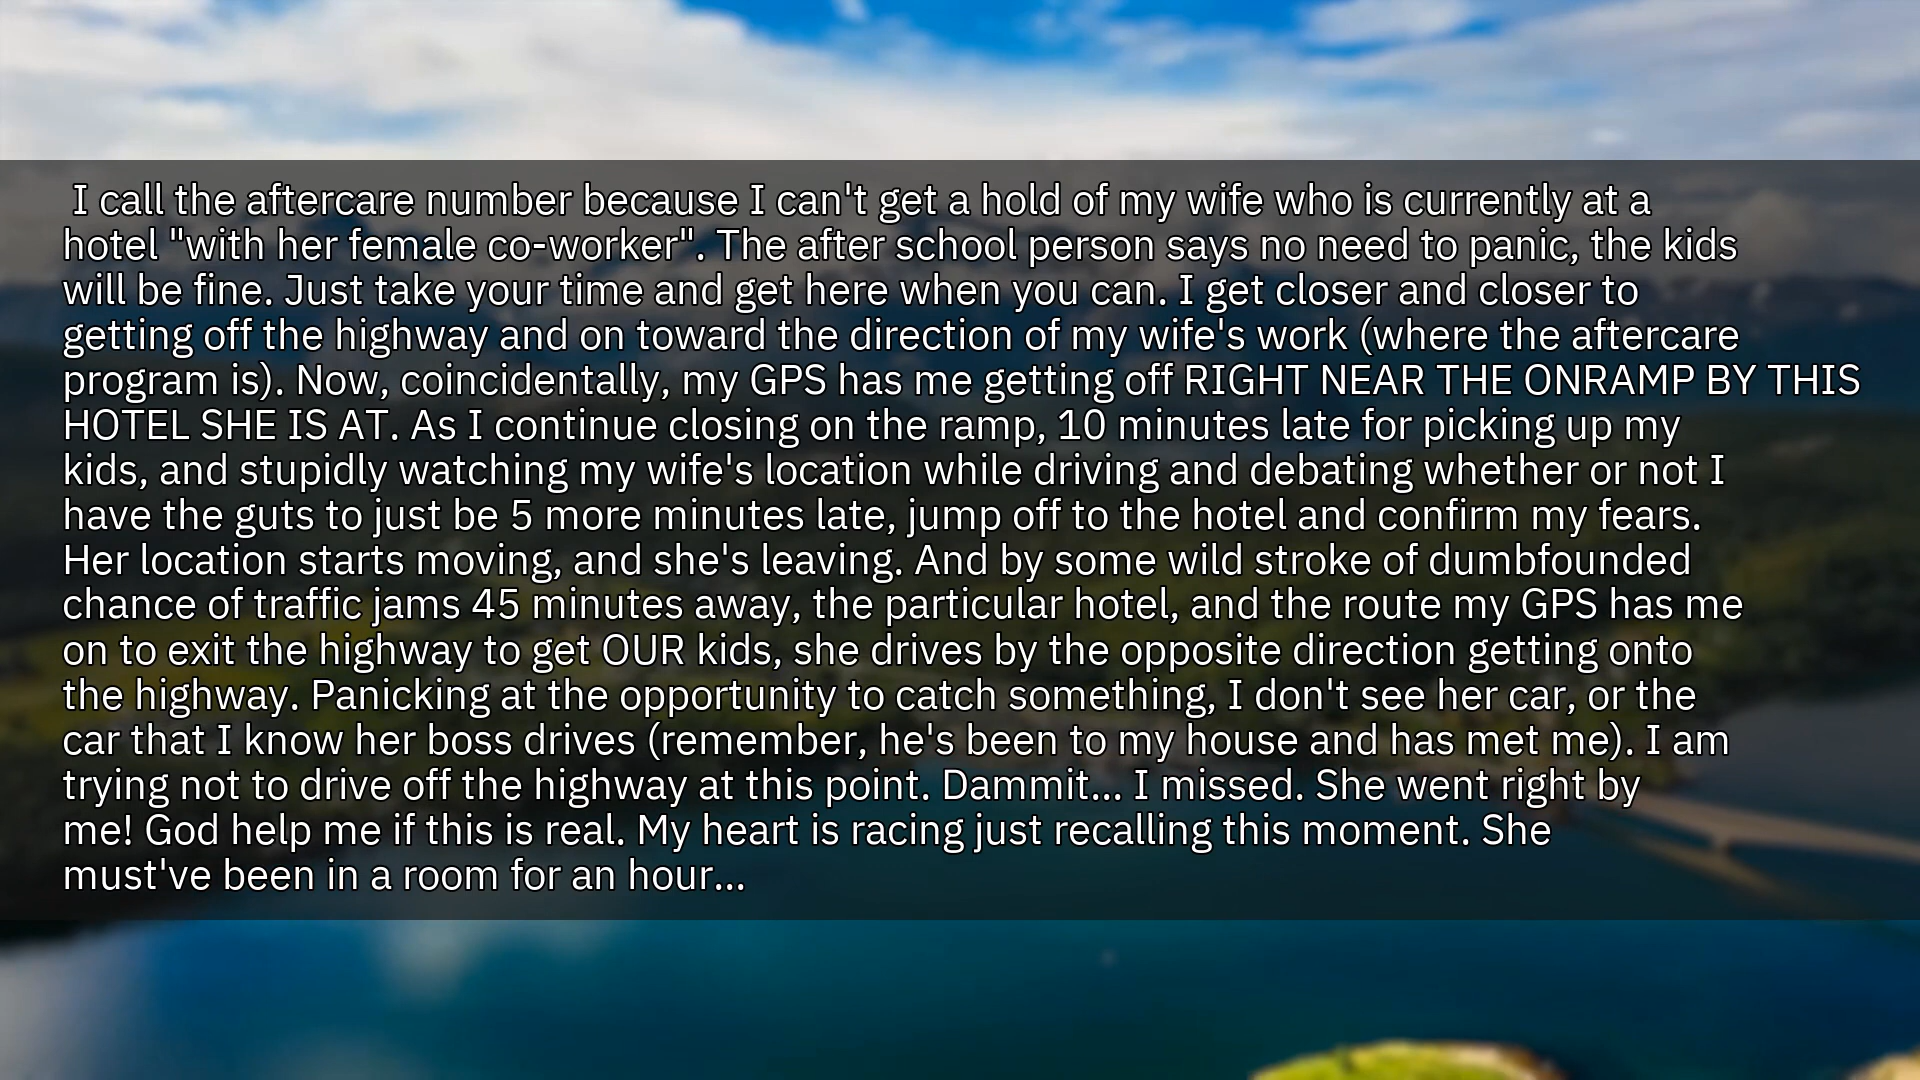 I call the aftercare number because I can't get a hold of my wife who is currently at a
hotel "with her female co-worker". The after school person says no need to panic, the kids
will be fine. Just take your time and get here when you can. I get closer and closer to
getting off the highway and on toward the direction of my wife's work (where the aftercare
program is). Now, coincidentally, my GPS has me getting off RIGHT NEAR THE ONRAMP BY THIS
HOTEL SHE IS AT. As I continue closing on the ramp, 10 minutes late for picking up my
kids, and stupidly watching my wife's location while driving and debating whether or not I
have the guts to just be 5 more minutes late, jump off to the hotel and confirm my fears.
Her location starts moving, and she's leaving. And by some wild stroke of dumbfounded
chance of traffic jams 45 minutes away, the particular hotel, and the route my GPS has me
on to exit the highway to get OUR kids, she drives by the opposite direction getting onto
the highway. Panicking at the opportunity to catch something, I don't see her car, or the
car that I know her boss drives (remember, he's been to my house and has met me). I am
trying not to drive off the highway at this point. Dammit... I missed. She went right by
me! God help me if this is real. My heart is racing just recalling this moment. She
must've been in a room for an hour...